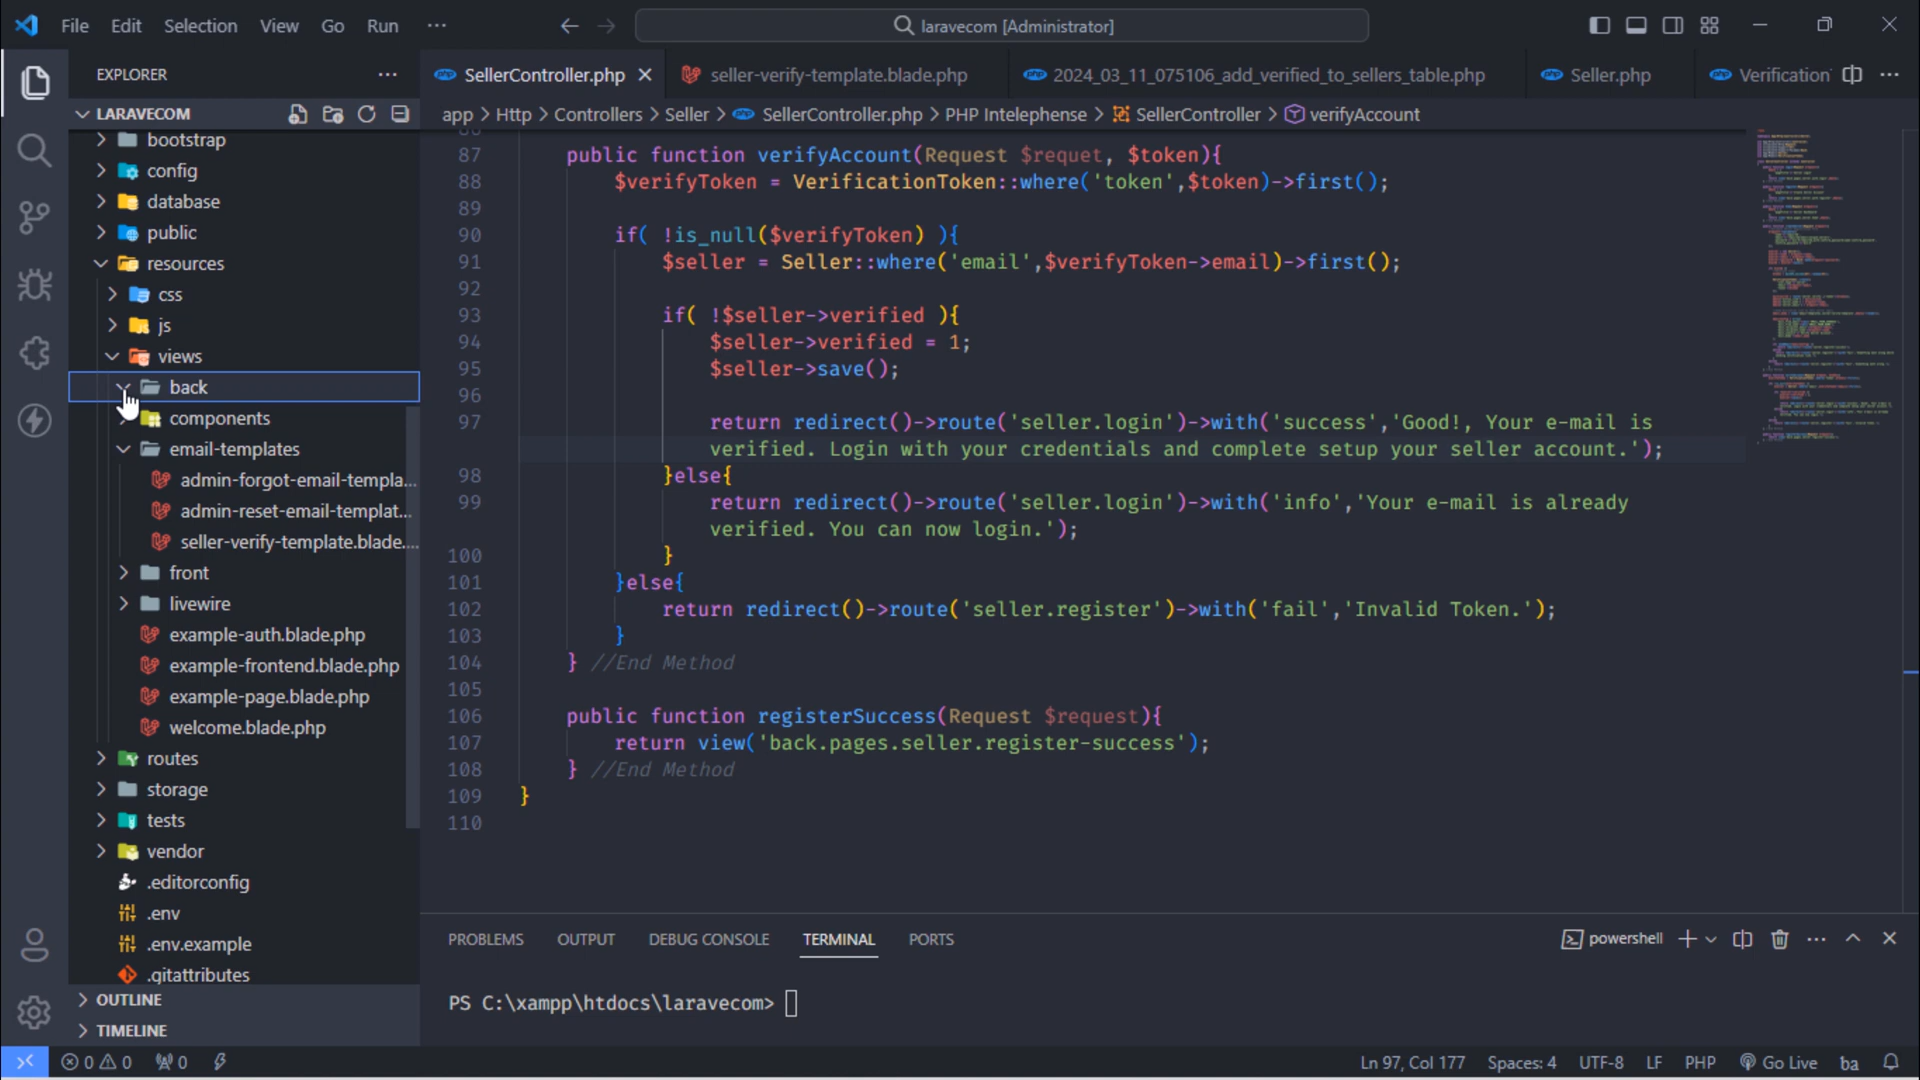 File Edit Selection View Go Run ···
laravecom [Administrator]
EXPLORER
SellerController.php
seller-verify-template.blade.php
2024_03_11_075106_add_verified_to_sellers_table.php
Seller.php
Verification
LARAVECOM
app > Http > Controllers > Seller > SellerController.php > PHP Intelephense > SellerController > verifyAccount
bootstrap
config
database
public
resources
css
js
views
back
components
email-templates
admin-forgot-email-templa...
admin-reset-email-templat...
seller-verify-template.blade....
front
livewire
example-auth.blade.php
example-frontend.blade.php
example-page.blade.php
welcome.blade.php
routes
storage
tests
vendor
.editorconfig
.env
.env.example
.gitattributes
OUTLINE
TIMELINE
87 public function verifyAccount(Request $requet, $token){
88 $verifyToken = VerificationToken::where('token',$token)->first();
89
90 if( !is_null($verifyToken) ){
91 $seller = Seller::where('email',$verifyToken->email)->first();
92
93 if( !$seller->verified ){
94 $seller->verified = 1;
95 $seller->save();
96
97 return redirect()->route('seller.login')->with('success','Good!, Your e-mail is
verified. Login with your credentials and complete setup your seller account.');
98 }else{
99 return redirect()->route('seller.login')->with('info','Your e-mail is already
verified. You can now login.');
100 }
101 }else{
102 return redirect()->route('seller.register')->with('fail','Invalid Token.');
103 }
104 } //End Method
105
106 public function registerSuccess(Request $request){
107 return view('back.pages.seller.register-success');
108 } //End Method
109 }
110
PROBLEMS OUTPUT DEBUG CONSOLE TERMINAL PORTS
powershell
PS C:\xampp\htdocs\laravecom>
0 0 0
Ln 97, Col 177 Spaces: 4 UTF-8 LF PHP Go Live ba